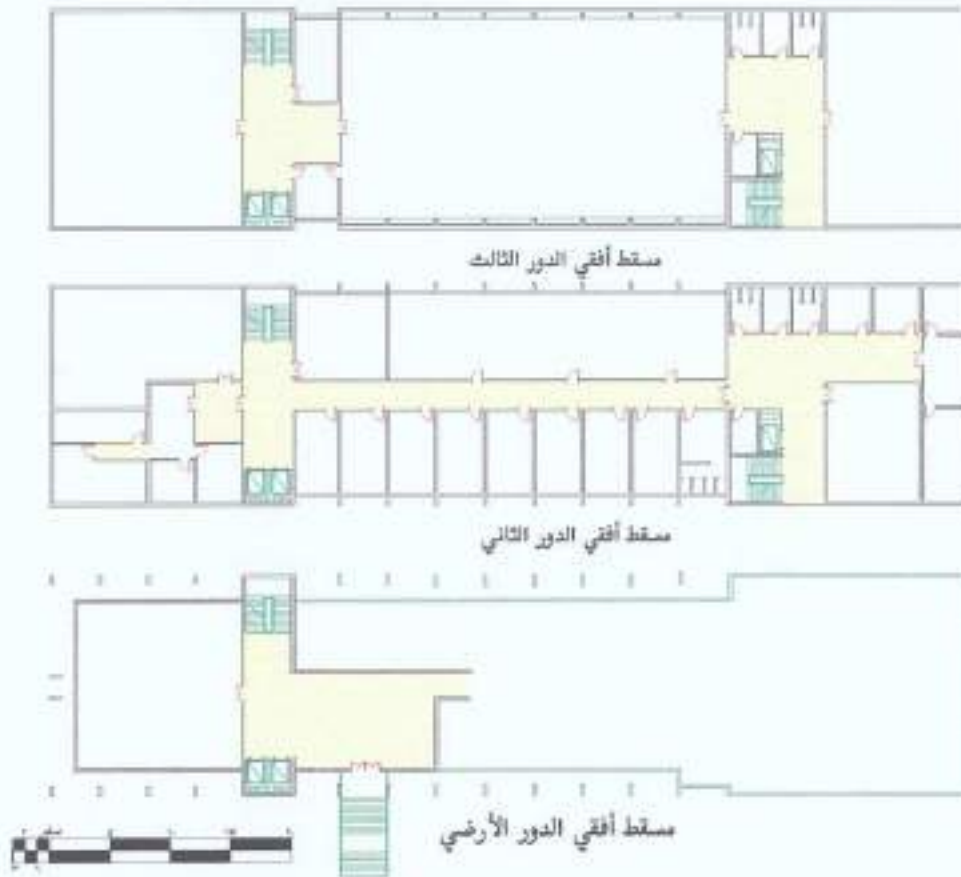 مسقط أفقي الدور الثالث
مسقط أفقي الدور الثاني
مسقط أفقي الدور الأرضي